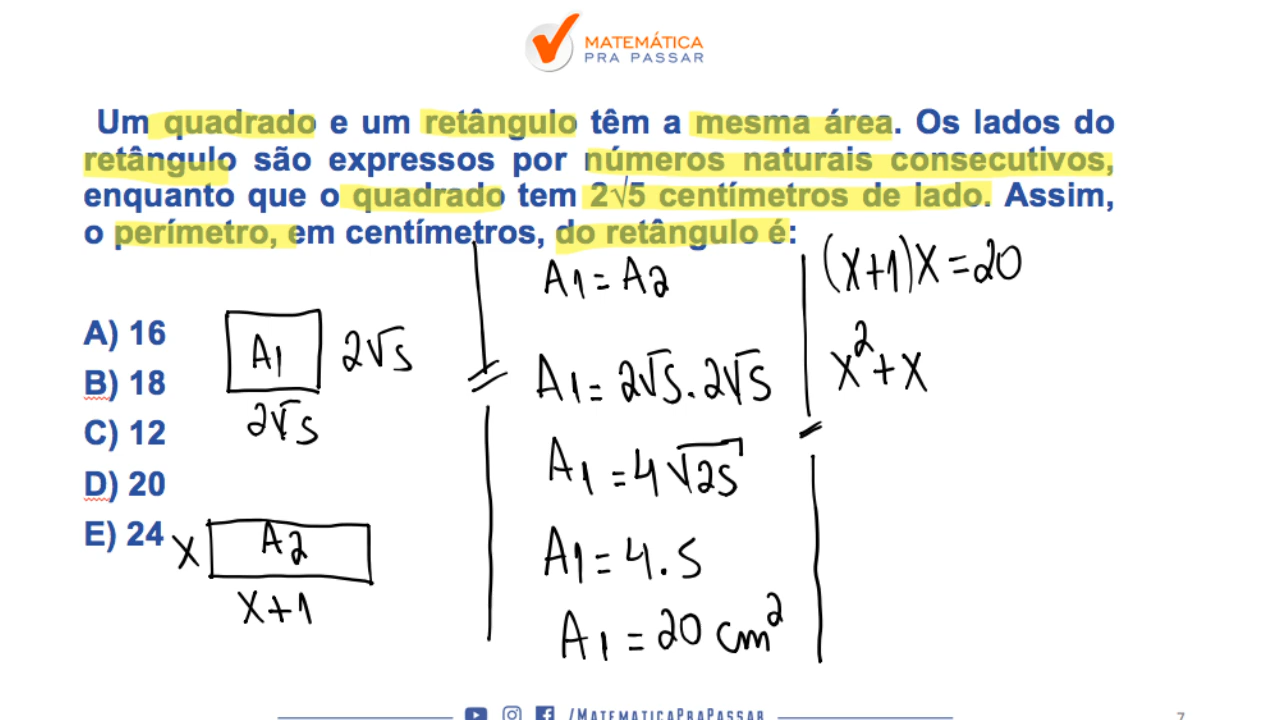 MATEMÁTICA
PRA PASSAR
Um quadrado e um retângulo têm a mesma área. Os lados do
retângulo são expressos por números naturais consecutivos,
enquanto que o quadrado tem 2√5 centímetros de lado. Assim,
o perímetro, em centímetros, do retângulo é:
A) 16
B) 18
C) 12
D) 20
E) 24
A1
2√5
2√5
A2
X
X+1
A1 = A2
A1 = 2√5 . 2√5
A1 = 4√25
A1 = 4 . 5
A1 = 20 cm²
(X+1)X = 20
X² + X
/MATEMATICAPRAPASSAR
7